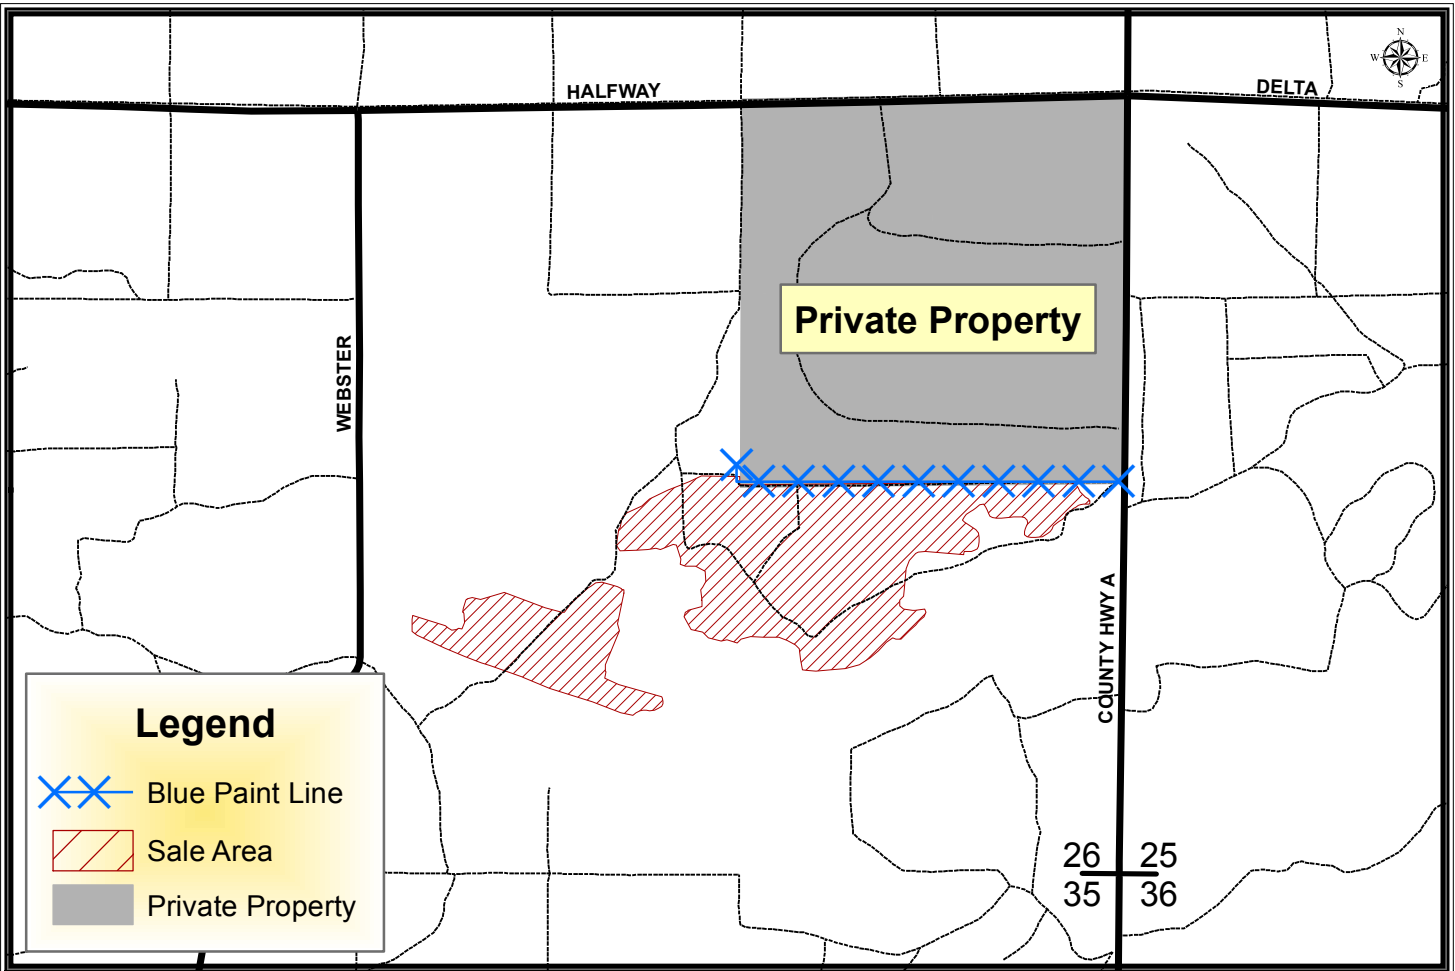 N
W E
S
HALFWAY
DELTA
Private Property
WEBSTER
COUNTY HWY A
Legend
Blue Paint Line
Sale Area
Private Property
26 25
35 36